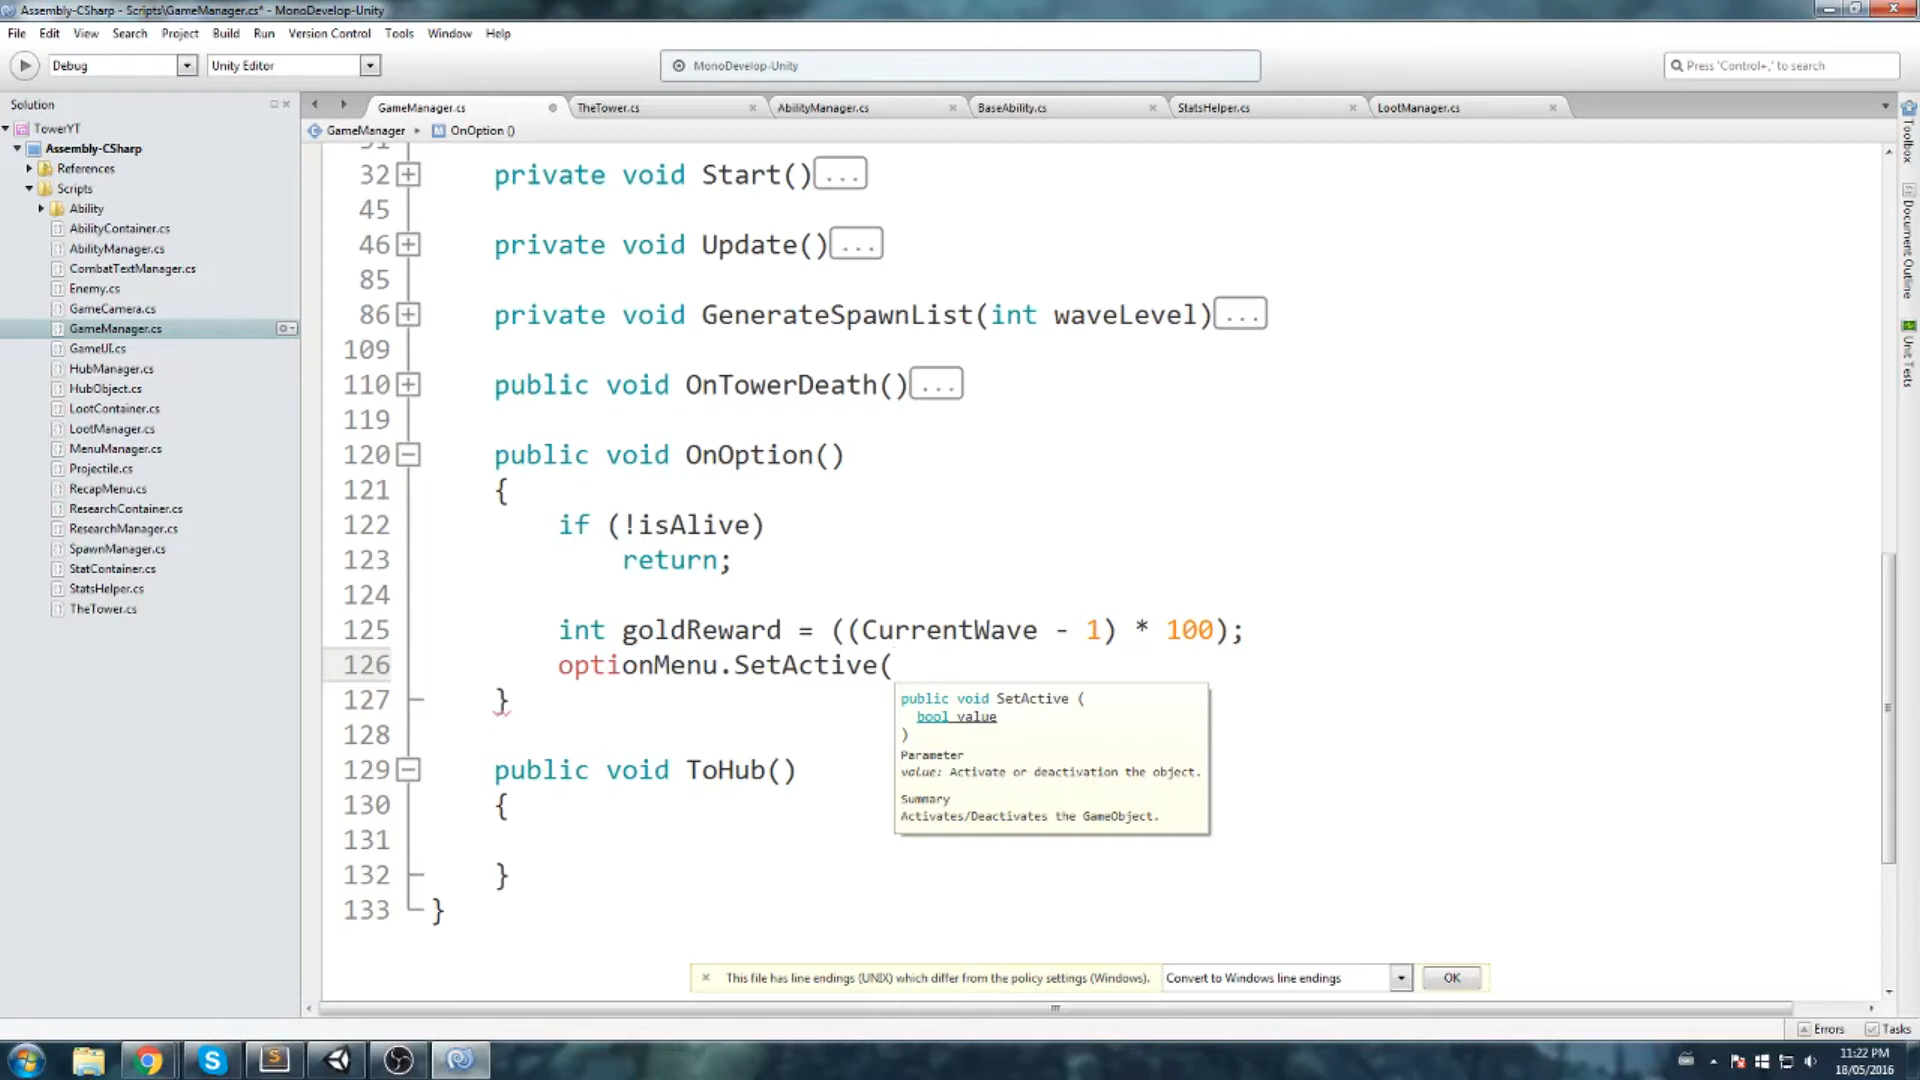 Assembly-CSharp - Scripts\GameManager.cs* - MonoDevelop-Unity
File Edit View Search Project Build Run Version Control Tools Window Help
Debug
Unity Editor
MonoDevelop-Unity
Press 'Control+,' to search
Solution
TowerYT
Assembly-CSharp
References
Scripts
Ability
AbilityContainer.cs
AbilityManager.cs
CombatTextManager.cs
Enemy.cs
GameCamera.cs
GameManager.cs
GameUI.cs
HubManager.cs
HubObject.cs
LootContainer.cs
LootManager.cs
MenuManager.cs
Projectile.cs
RecapMenu.cs
ResearchContainer.cs
ResearchManager.cs
SpawnManager.cs
StatContainer.cs
StatsHelper.cs
TheTower.cs
GameManager.cs TheTower.cs AbilityManager.cs BaseAbility.cs StatsHelper.cs LootManager.cs
GameManager OnOption ()
31
32 private void Start()...
45
46 private void Update()...
85
86 private void GenerateSpawnList(int waveLevel)...
109
110 public void OnTowerDeath()...
119
120 public void OnOption()
121 {
122 if (!isAlive)
123 return;
124
125 int goldReward = ((CurrentWave - 1) * 100);
126 optionMenu.SetActive(
127 }
128
129 public void ToHub()
130 {
131
132 }
133 }
public void SetActive (
bool value
)
Parameter
value: Activate or deactivation the object.
Summary
Activates/Deactivates the GameObject.
This file has line endings (UNIX) which differ from the policy settings (Windows). Convert to Windows line endings OK
Toolbox
Document Outline
Unit Tests
Errors Tasks
11:22 PM
18/05/2016